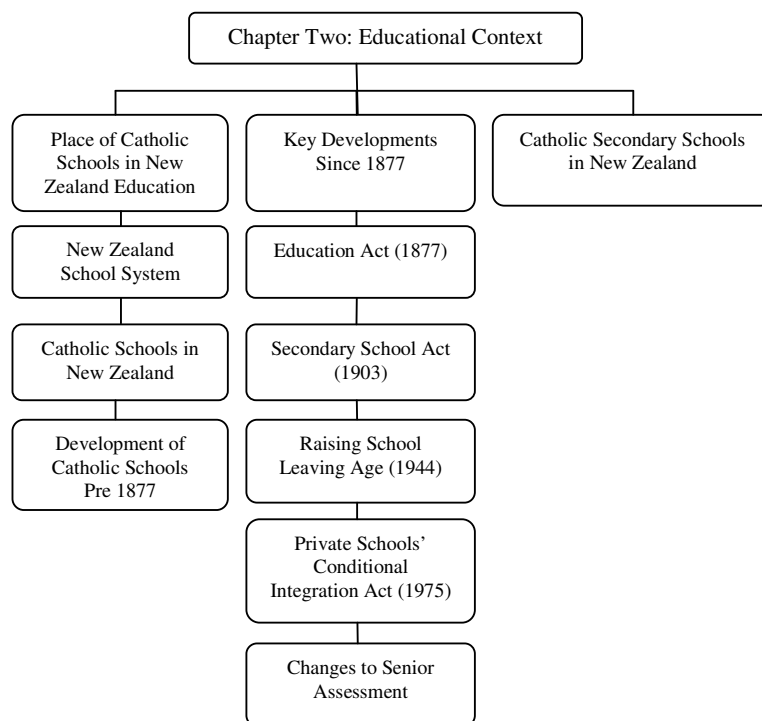 Chapter Two: Educational Context
Place of Catholic
Schools in New
Zealand Education
Key Developments
Since 1877
Catholic Secondary Schools
in New Zealand
New Zealand
School System
Education Act (1877)
Catholic Schools in
New Zealand
Secondary School Act
(1903)
Development of
Catholic Schools
Pre 1877
Raising School
Leaving Age (1944)
Private Schools’
Conditional
Integration Act (1975)
Changes to Senior
Assessment